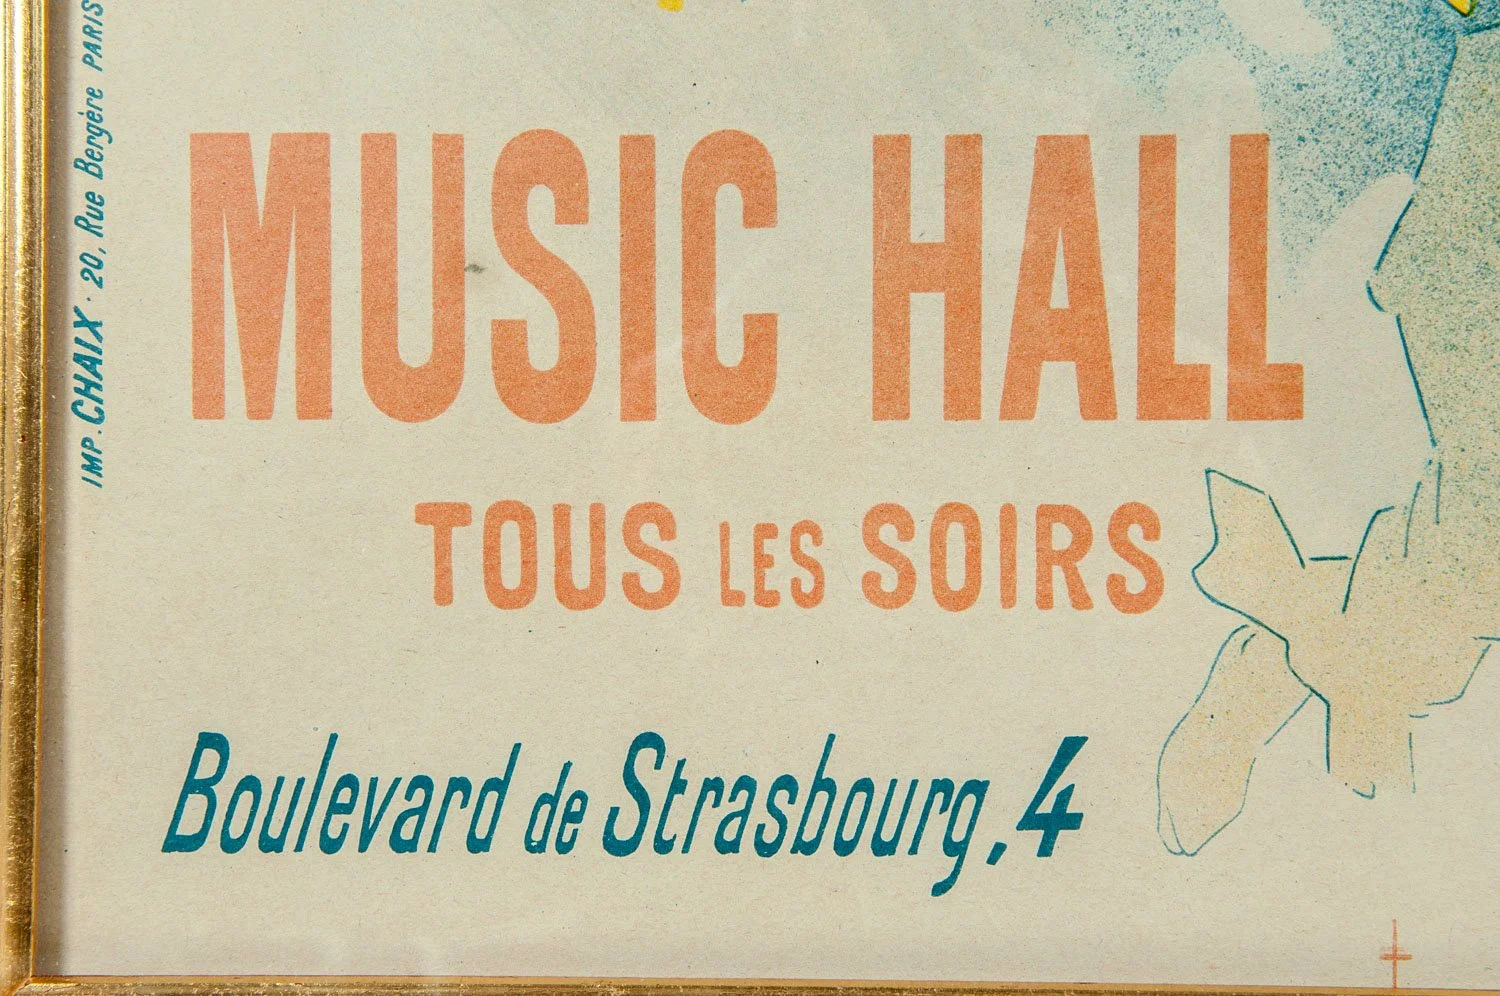 MUSIC HALL
TOUS LES SOIRS
Boulevard de Strasbourg, 4
IMP. CHAIX · 20, Rue Bergère PARIS